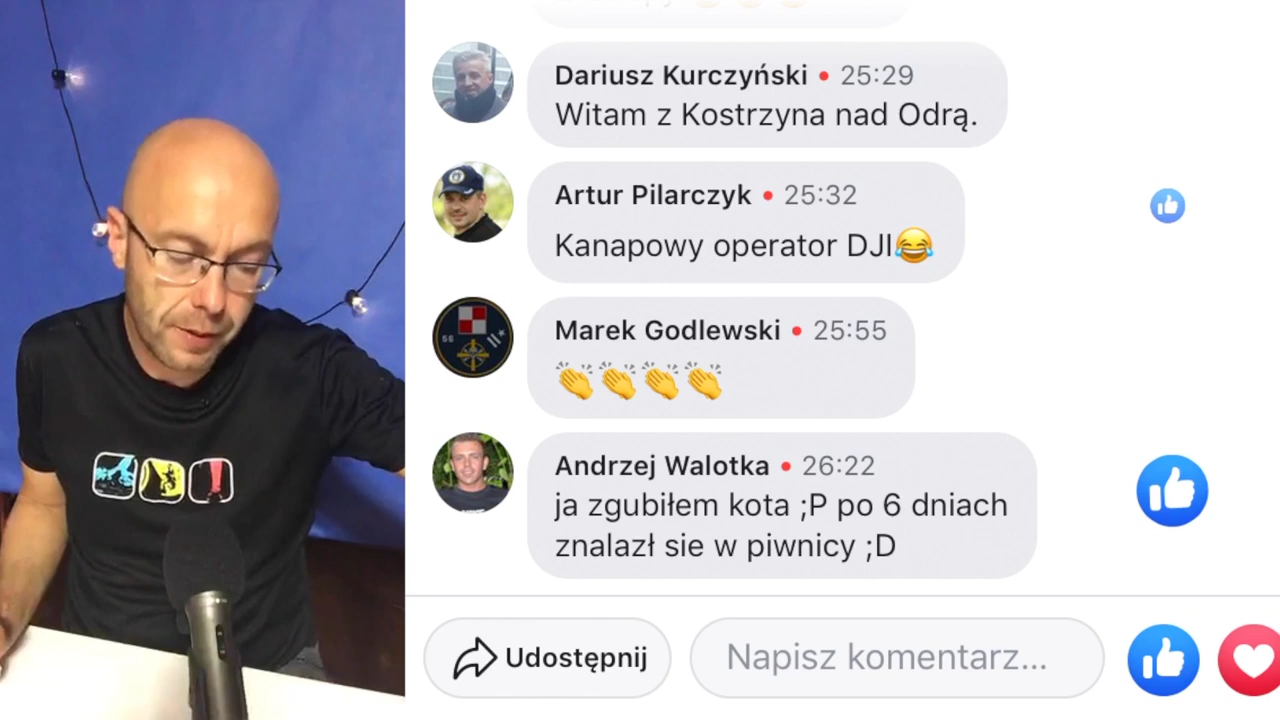 Dariusz Kurczyński • 25:29
Witam z Kostrzyna nad Odrą.
Artur Pilarczyk • 25:32
Kanapowy operator DJI😂
Marek Godlewski • 25:55
👏👏👏👏
Andrzej Walotka • 26:22
ja zgubiłem kota ;P po 6 dniach
znalazł sie w piwnicy ;D
Udostępnij
Napisz komentarz...